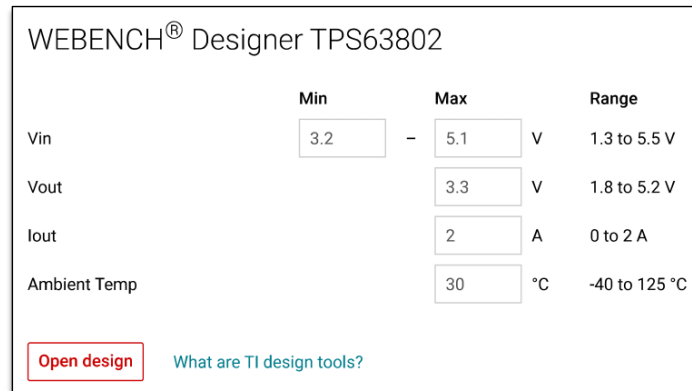 WEBENCH® Designer TPS63802
Min Max Range
Vin 3.2 – 5.1 V 1.3 to 5.5 V
Vout 3.3 V 1.8 to 5.2 V
Iout 2 A 0 to 2 A
Ambient Temp 30 °C -40 to 125 °C
Open design What are TI design tools?